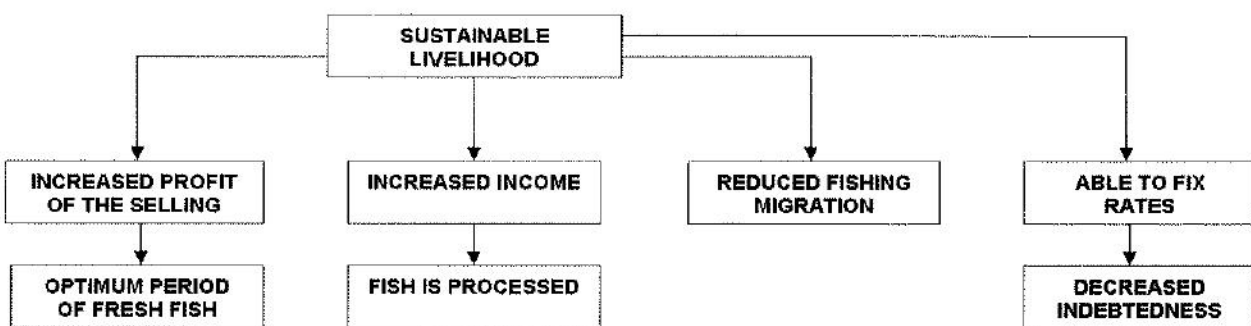 SUSTAINABLE
LIVELIHOOD
INCREASED PROFIT
OF THE SELLING
INCREASED INCOME
REDUCED FISHING
MIGRATION
ABLE TO FIX
RATES
OPTIMUM PERIOD
OF FRESH FISH
FISH IS PROCESSED
DECREASED
INDEBTEDNESS